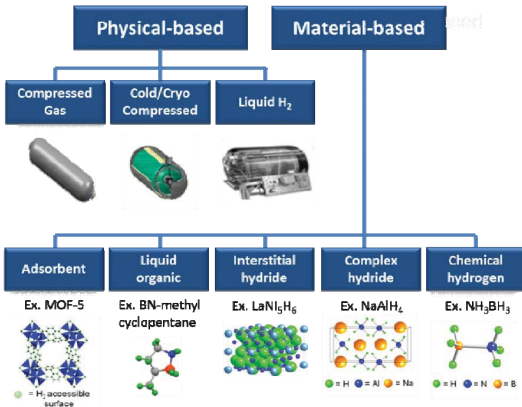 Physical-based
Material-based
Compressed
Gas
Cold/Cryo
Compressed
Liquid H₂
Adsorbent
Liquid
organic
Interstitial
hydride
Complex
hydride
Chemical
hydrogen
Ex. MOF-5
Ex. BN-methyl
cyclopentane
Ex. LaNI₅H₆
Ex. NaAlH₄
Ex. NH₃BH₃
= H₂ accessible
surface
= H = Al = Na
= H = N = B